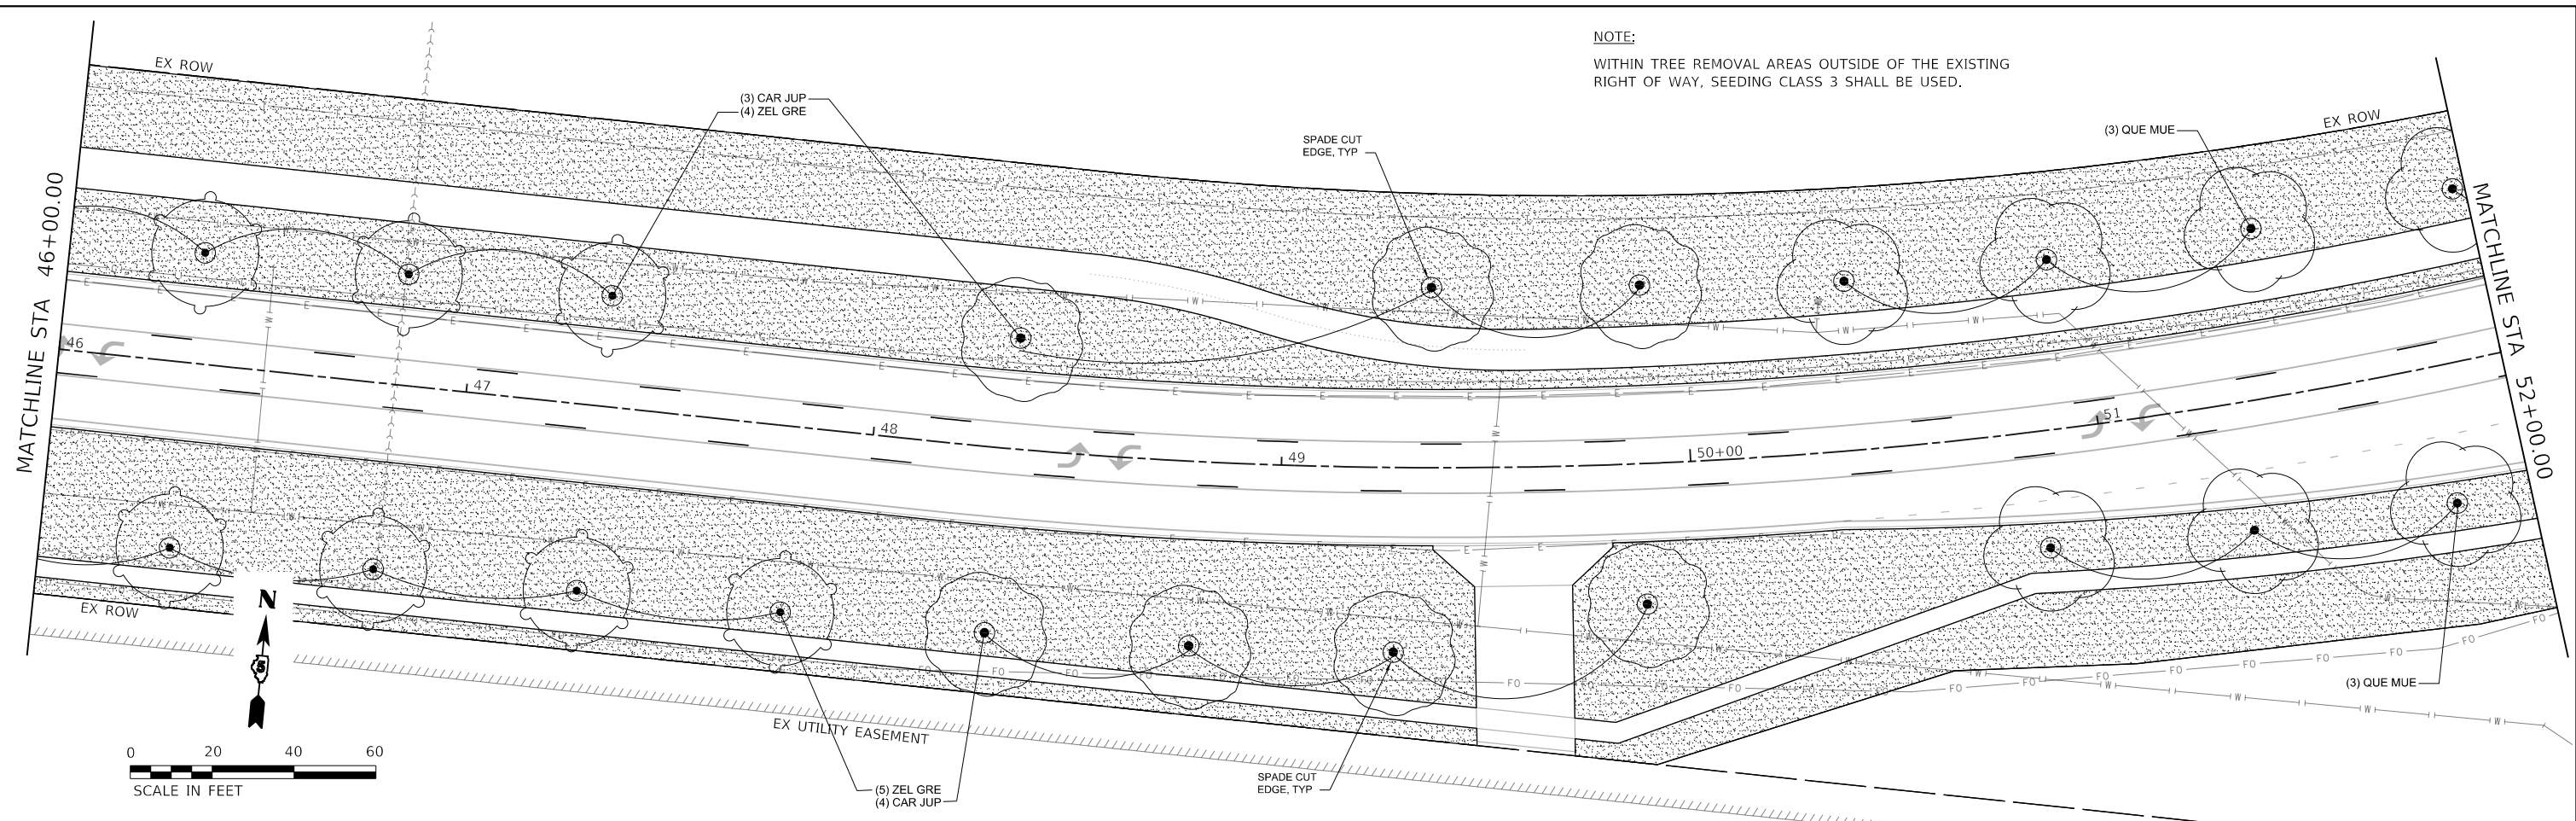 NOTE:
WITHIN TREE REMOVAL AREAS OUTSIDE OF THE EXISTING
RIGHT OF WAY, SEEDING CLASS 3 SHALL BE USED.
EX ROW
(3) CAR JUP
(4) ZEL GRE
SPADE CUT
EDGE, TYP
(3) QUE MUE
EX ROW
MATCHLINE STA 46+00.00
MATCHLINE STA 52+00.00
46
47
48
49
50+00
51
EX ROW
N
5
EX UTILITY EASEMENT
(5) ZEL GRE
(4) CAR JUP
SPADE CUT
EDGE, TYP
(3) QUE MUE
0 20 40 60
SCALE IN FEET
E
W
FO